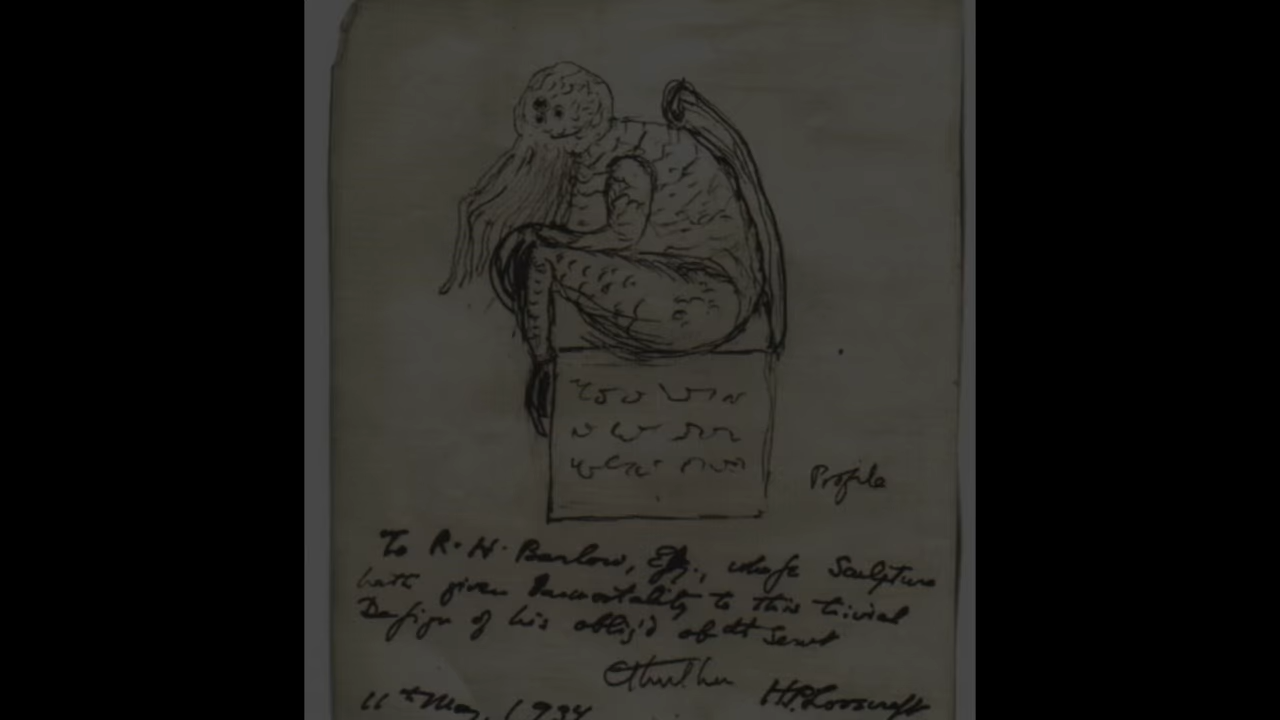 Profile
To R. H. Barlow, Esq., whose Sculpture
hath given Immortality to this trivial
Design of his oblig'd obdt Servt
Cthulhu
H.P. Lovecraft
11th May, 1934